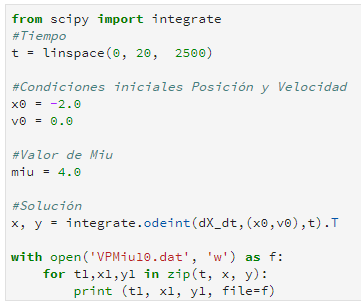 from scipy import integrate
#Tiempo
t = linspace(0, 20,  2500)
#Condiciones iniciales Posición y Velocidad
x0 = -2.0
v0 = 0.0
#Valor de Miu
miu = 4.0
#Solución
x, y = integrate.odeint(dX_dt,(x0,v0),t).T
with open('VPMiu10.dat', 'w') as f:
    for t1,x1,y1 in zip(t, x, y):
        print (t1, x1, y1, file=f)